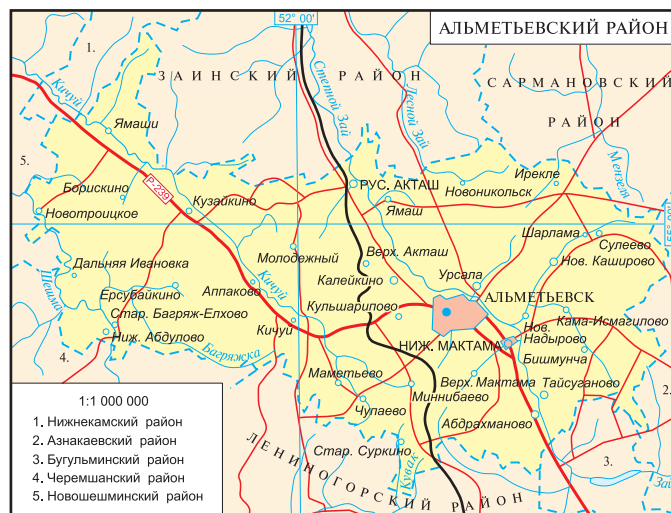 52° 00'
АЛЬМЕТЬЕВСКИЙ РАЙОН
1.
ЗАИНСКИЙ РАЙОН
САРМАНОВСКИЙ
РАЙОН
Кичуй
Степной Зай
Лесной Зай
Мензеля
Ямаши
5.
Р-239
Борискино
Кузайкино
Новотроицкое
РУС. АКТАШ
Ямаш
Новоникольск
Ирекле
Шарлама
Сулеево
Нов. Каширово
Молодежный
Верх. Акташ
Дальняя Ивановка
Шешма
Ерсубайкино
Аппаково
Кичуй
Калейкино
Урсала
АЛЬМЕТЬЕВСК
Кульшарипово
Стар. Багряж-Елхово
Кичуй
Нов.
Надырово
Кама-Исмагилово
Ниж. Абдулово
4.
Багряжка
НИЖ. МАКТАМА
Бишмунча
Маметьево
Верх. Мактама
Тайсуганово
2.
Миннибаево
Чупаево
Абдрахманово
Стар. Суркино
Кувак
3.
Зай
ЛЕНИНОГОРСКИЙ РАЙОН
1:1 000 000
1. Нижнекамский район
2. Азнакаевский район
3. Бугульминский район
4. Черемшанский район
5. Новошешминский район